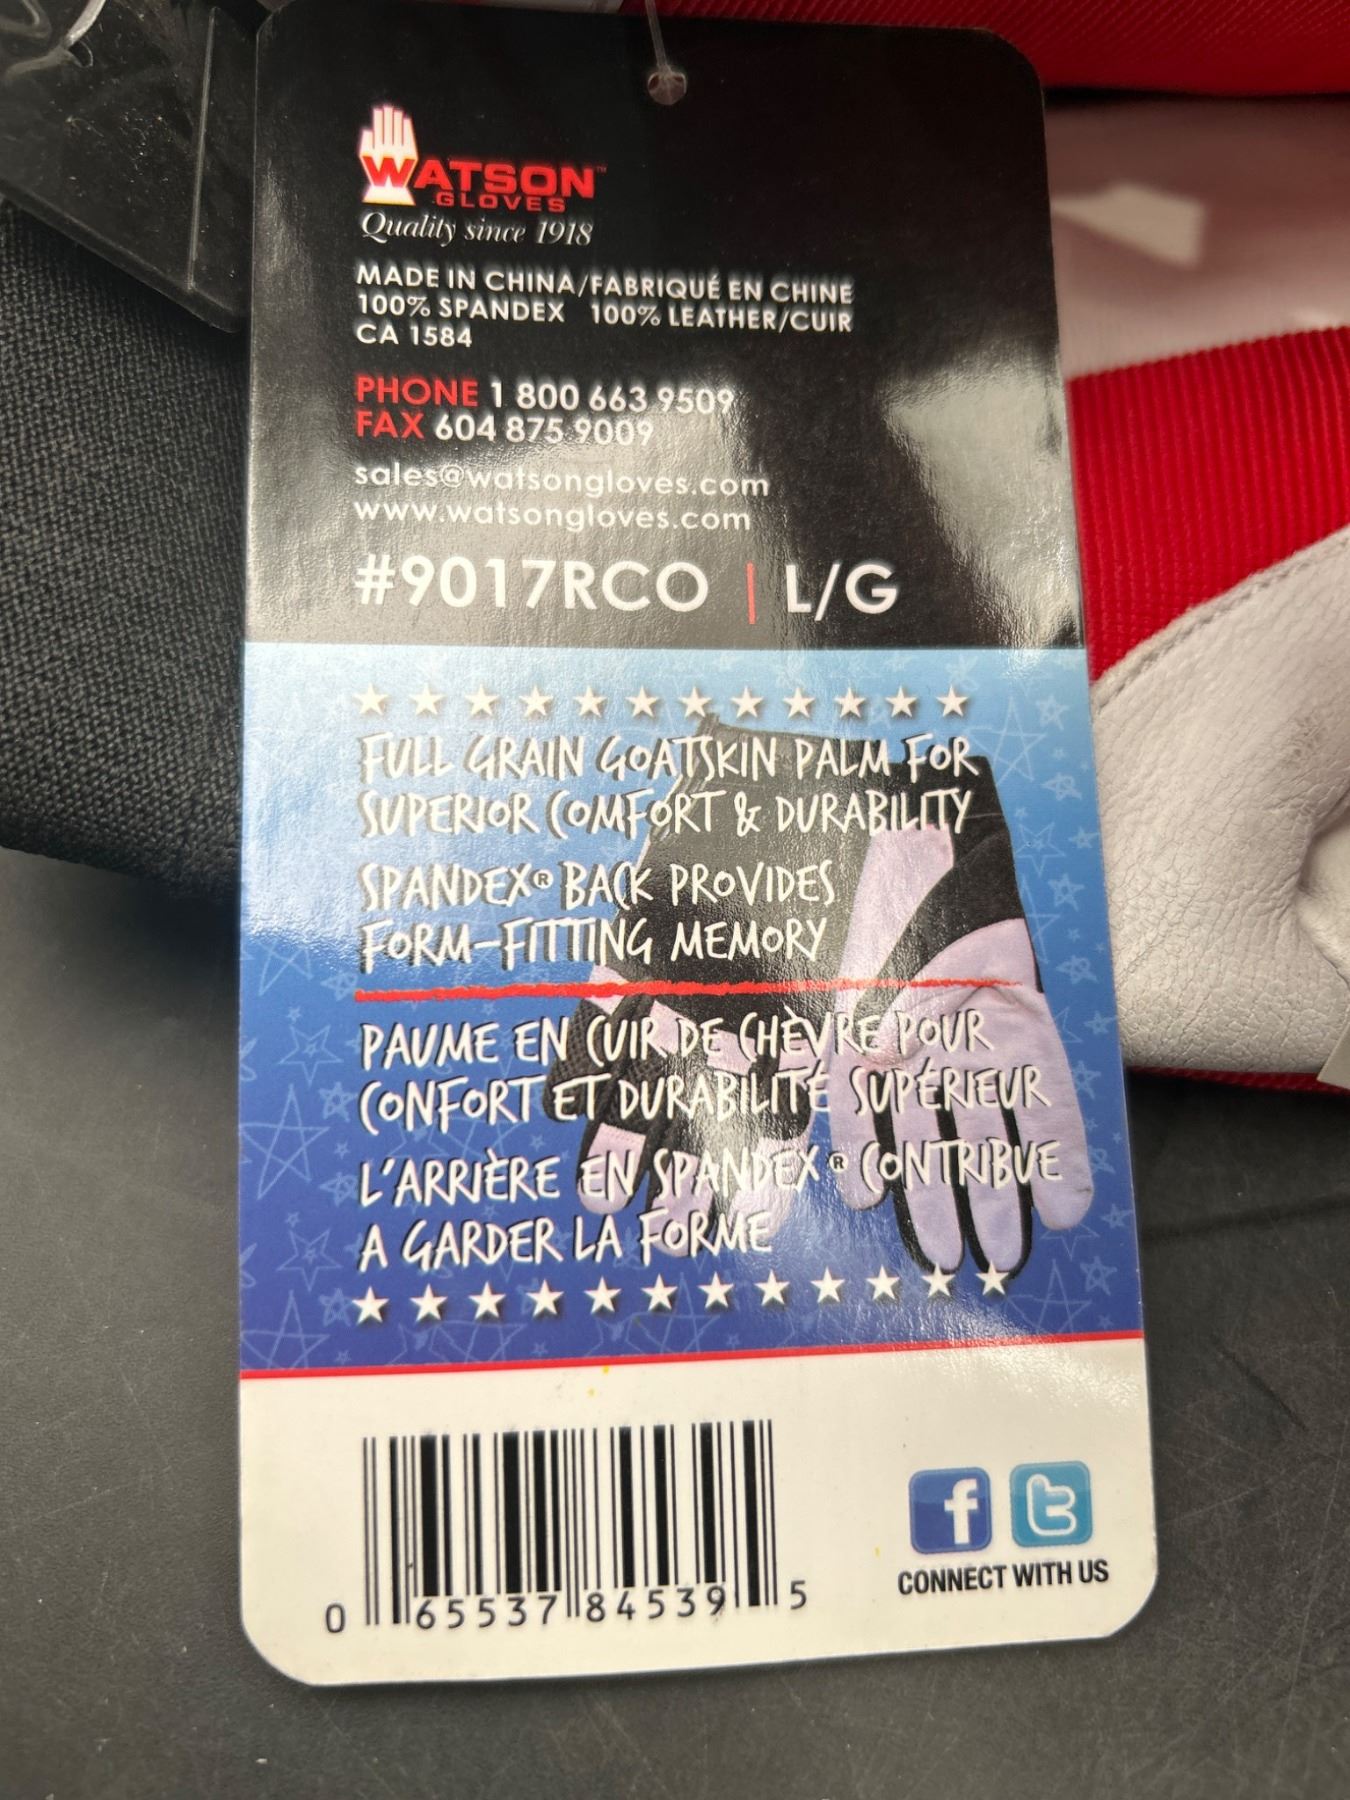 WATSON™
GLOVES
Quality since 1918
MADE IN CHINA/FABRIQUÉ EN CHINE
100% SPANDEX 100% LEATHER/CUIR
CA 1584
PHONE 1 800 663 9509
FAX 604 875 9009
sales@watsongloves.com
www.watsongloves.com
#9017RCO | L/G
FULL GRAIN GOATSKIN PALM FOR
SUPERIOR COMFORT & DURABILITY
SPANDEX® BACK PROVIDES
FORM-FITTING MEMORY
PAUME EN CUIR DE CHÈVRE POUR
CONFORT ET DURABILITÉ SUPÉRIEUR
L'ARRIÈRE EN SPANDEX® CONTRIBUE
A GARDER LA FORME
0 65537 84539 5
f t
CONNECT WITH US